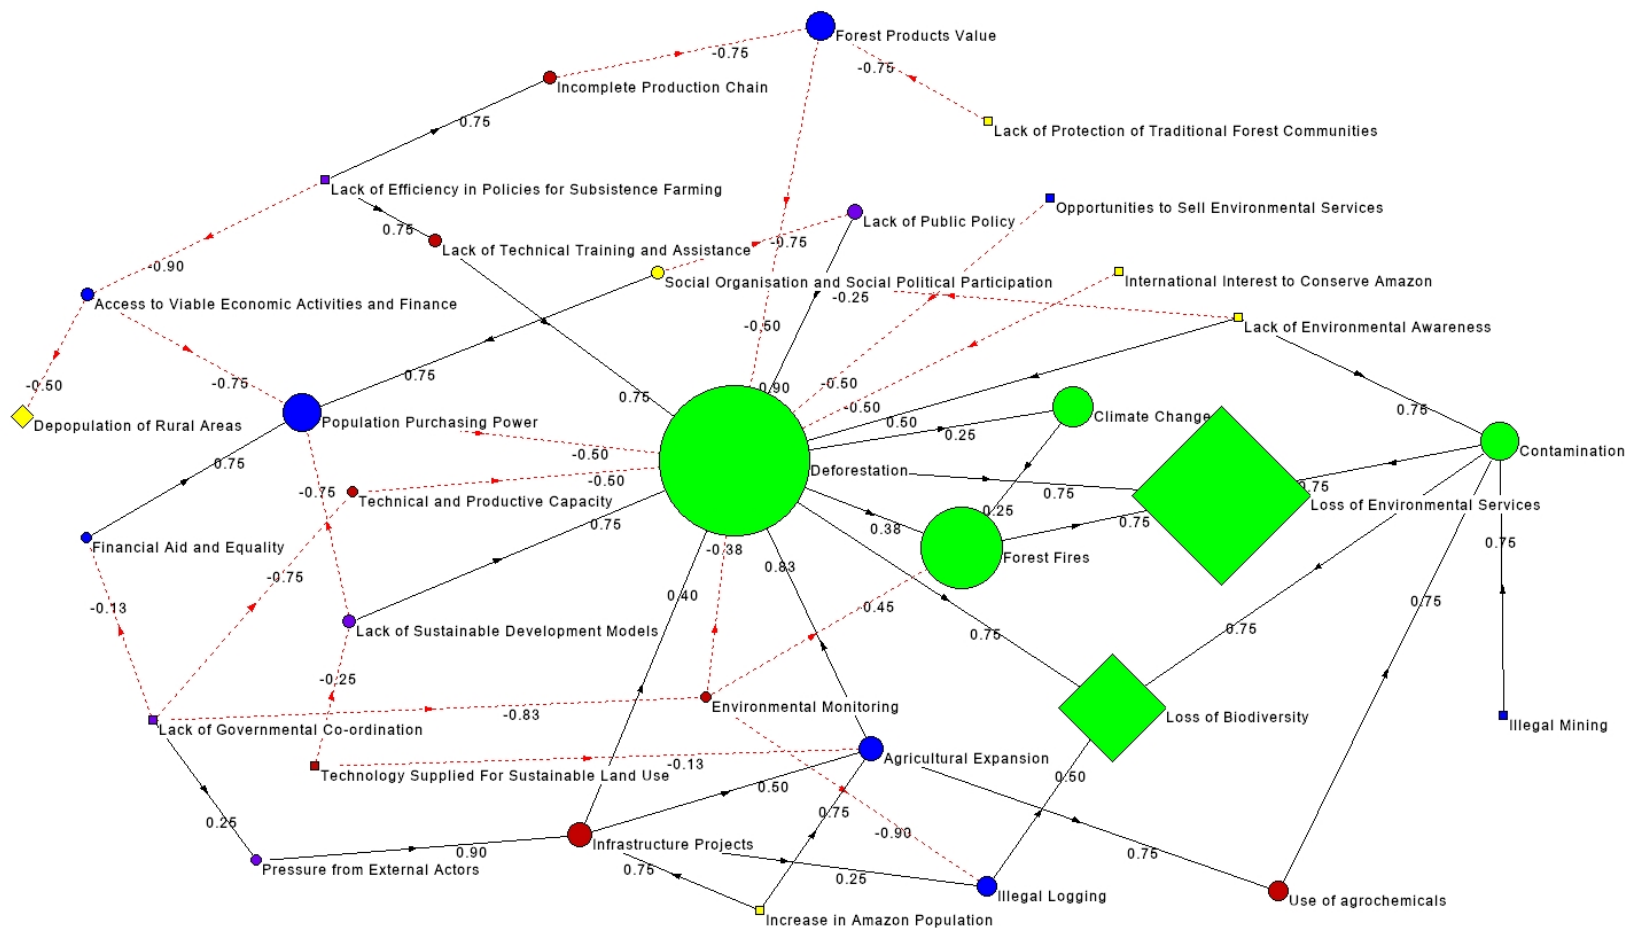 Forest Products Value
-0.75
-0.75
Incomplete Production Chain
0.75
Lack of Protection of Traditional Forest Communities
Lack of Efficiency in Policies for Subsistence Farming
Opportunities to Sell Environmental Services
Lack of Public Policy
0.75
-0.75
Lack of Technical Training and Assistance
-0.90
Social Organisation and Social Political Participation
International Interest to Conserve Amazon
-0.25
Access to Viable Economic Activities and Finance
-0.50
Lack of Environmental Awareness
0.75
-0.50
-0.75
0.90
-0.50
0.75
-0.50
0.75
Climate Change
Depopulation of Rural Areas
Population Purchasing Power
0.50
0.25
-0.50
Contamination
0.75
Deforestation
-0.50
0.75
-0.75
0.75
Technical and Productive Capacity
Loss of Environmental Services
0.25
0.75
0.75
0.38
Financial Aid and Equality
-0.38
0.75
Forest Fires
0.83
-0.75
-0.13
0.40
-0.45
0.75
Lack of Sustainable Development Models
0.75
0.75
-0.25
Environmental Monitoring
-0.83
Loss of Biodiversity
Illegal Mining
Lack of Governmental Co-ordination
Agricultural Expansion
-0.13
Technology Supplied For Sustainable Land Use
0.50
0.50
0.75
0.25
-0.90
Infrastructure Projects
0.90
0.75
Pressure from External Actors
0.75
0.25
Illegal Logging
Use of agrochemicals
Increase in Amazon Population